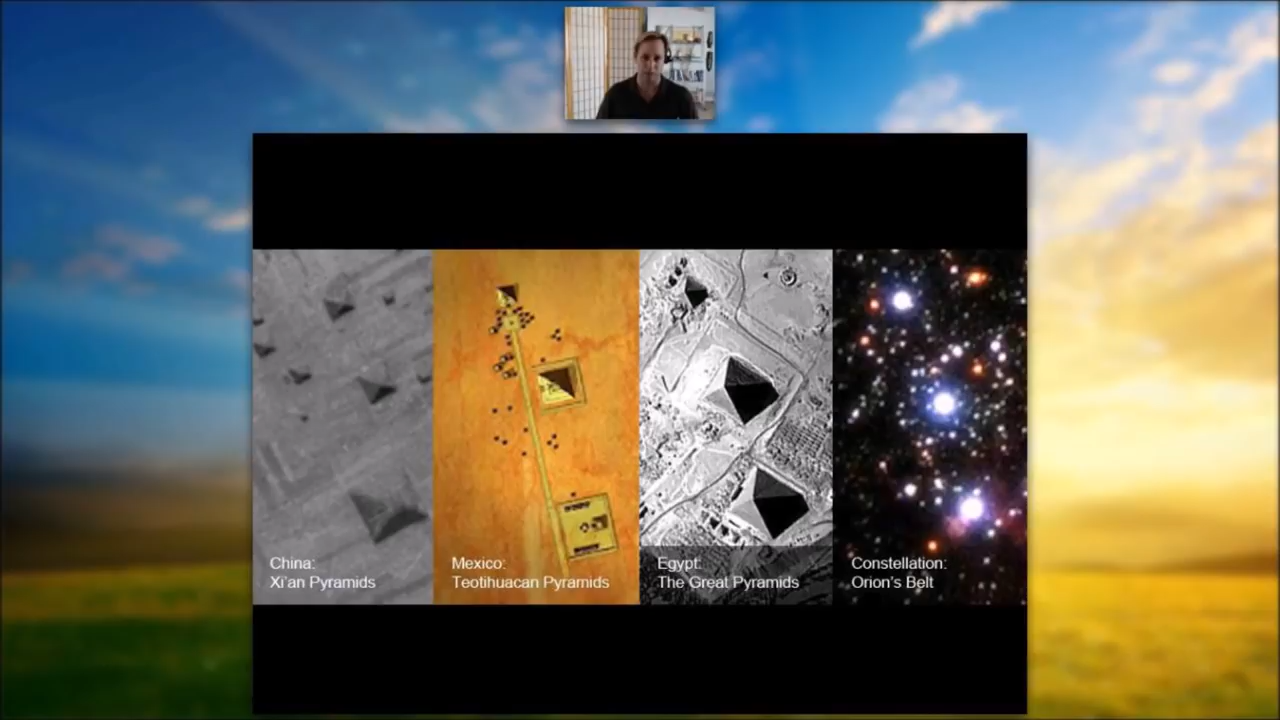 China:
Xi'an Pyramids
Mexico:
Teotihuacan Pyramids
Egypt:
The Great Pyramids
Constellation:
Orion's Belt